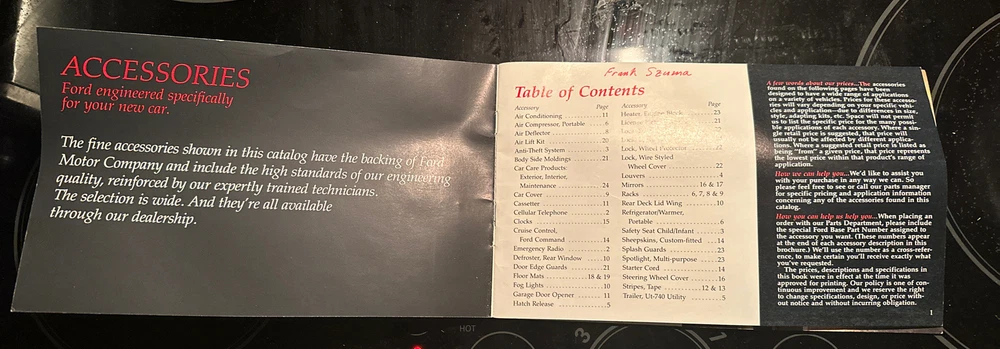 ACCESSORIES
Ford engineered specifically
for your new car.
The fine accessories shown in this catalog have the backing of Ford
Motor Company and include the high standards of our engineering
quality, reinforced by our expertly trained technicians.
The selection is wide. And they're all available
through our dealership.
Frank Szuma
Table of Contents
Accessory Page
Air Conditioning 11
Air Compressor, Portable 6
Air Deflector 8
Air Lift Kit 20
Anti-Theft System 3
Body Side Moldings 21
Car Care Products:
Exterior, Interior,
Maintenance 24
Car Cover 9
Cassetter 11
Cellular Telephone 2
Clocks 15
Cruise Control,
Ford Command 14
Emergency Radio 2
Defroster, Rear Window 10
Door Edge Guards 21
Floor Mats 18 & 19
Fog Lights 10
Garage Door Opener 11
Hatch Release 5
Accessory Page
Heater, Engine Block 23
21
Lock, Wheel Protector 22
Lock, Wire Styled
Wheel Cover 22
Louvers 4
Mirrors 16 & 17
Racks 6, 7, 8 & 9
Rear Deck Lid Wing 10
Refrigerator/Warmer,
Portable 6
Safety Seat Child/Infant 3
Sheepskins, Custom-fitted 14
Splash Guards 23
Spotlight, Multi-purpose 23
Starter Cord 14
Steering Wheel Cover 16
Stripes, Tape 12 & 13
Trailer, Ut-740 Utility 5
A few words about our prices...The accessories
found on the following pages have been
designed to have a wide range of applications
on a variety of vehicles. Prices for these accesso-
ries will vary depending on your specific vehi-
cles and application—due to differences in size,
style, adapting kits, etc. Space will not permit
us to list the specific price for the many possi-
ble applications of each accessory. Where a sin-
gle retail price is suggested, that price will
usually not be affected by different applica-
tions. Where a suggested retail price is listed as
being "from" a given price, that price represents
the lowest price within that product's range of
application.
How we can help you...We'd like to assist you
with your purchase in any way we can. So
please feel free to see or call our parts manager
for specific pricing and application information
concerning any of the accessories found in this
catalog.
How you can help us help you...When placing an
order with our Parts Department, please include
the special Ford Base Part Number assigned to
the accessory you want. (These numbers appear
at the end of each accessory description in this
brochure.) We'll use the number as a cross-refer-
ence, to make certain you'll receive exactly what
you've requested.
The prices, descriptions and specifications in
this book were in effect at the time it was
approved for printing. Our policy is one of con-
tinuous improvement and we reserve the right
to change specifications, design, or price with-
out notice and without incurring obligation.
1
HOT
3